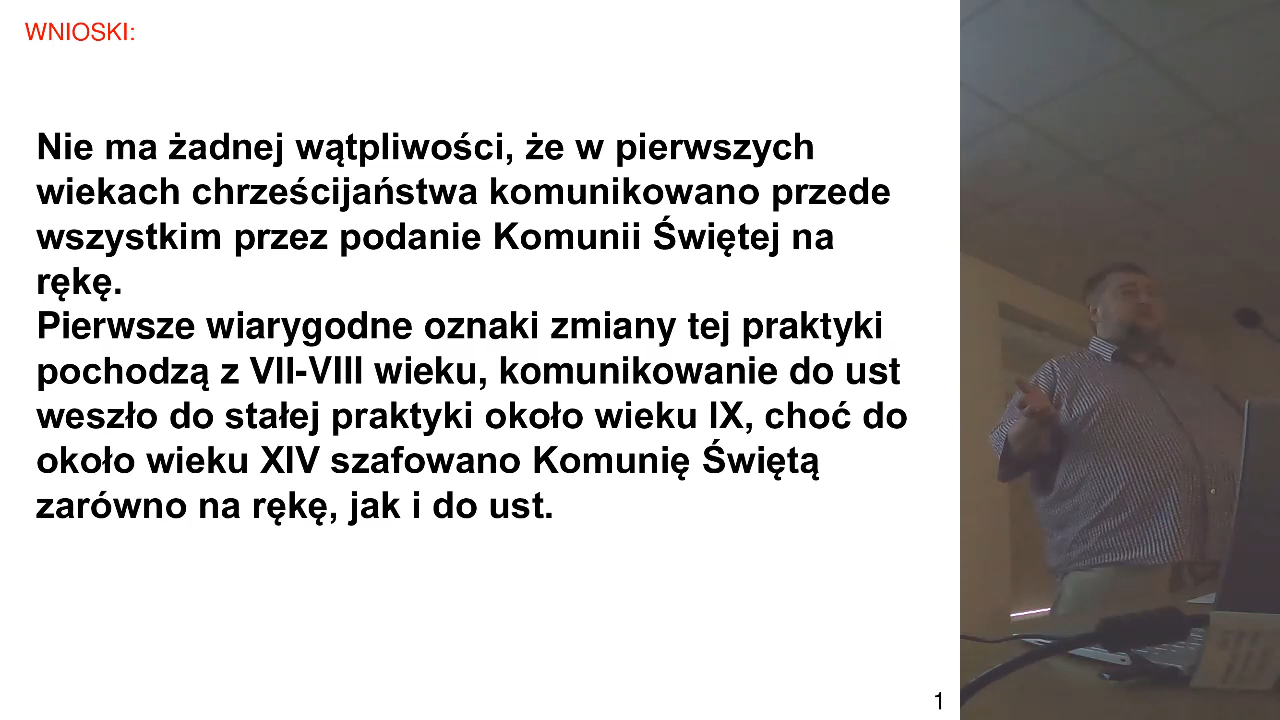 WNIOSKI:
Nie ma żadnej wątpliwości, że w pierwszych
wiekach chrześcijaństwa komunikowano przede
wszystkim przez podanie Komunii Świętej na
rękę.
Pierwsze wiarygodne oznaki zmiany tej praktyki
pochodzą z VII-VIII wieku, komunikowanie do ust
weszło do stałej praktyki około wieku IX, choć do
około wieku XIV szafowano Komunię Świętą
zarówno na rękę, jak i do ust.
1